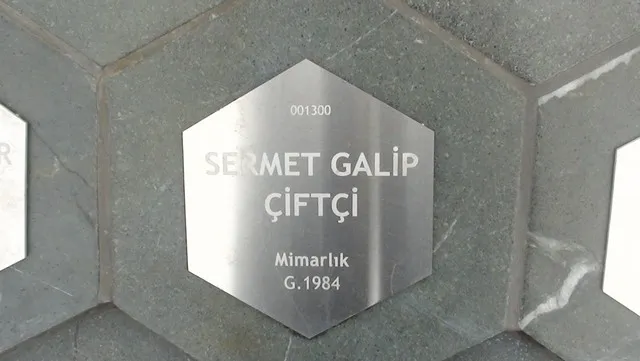 001300
SERMET GALİP
ÇİFTÇİ
Mimarlık
G.1984
R